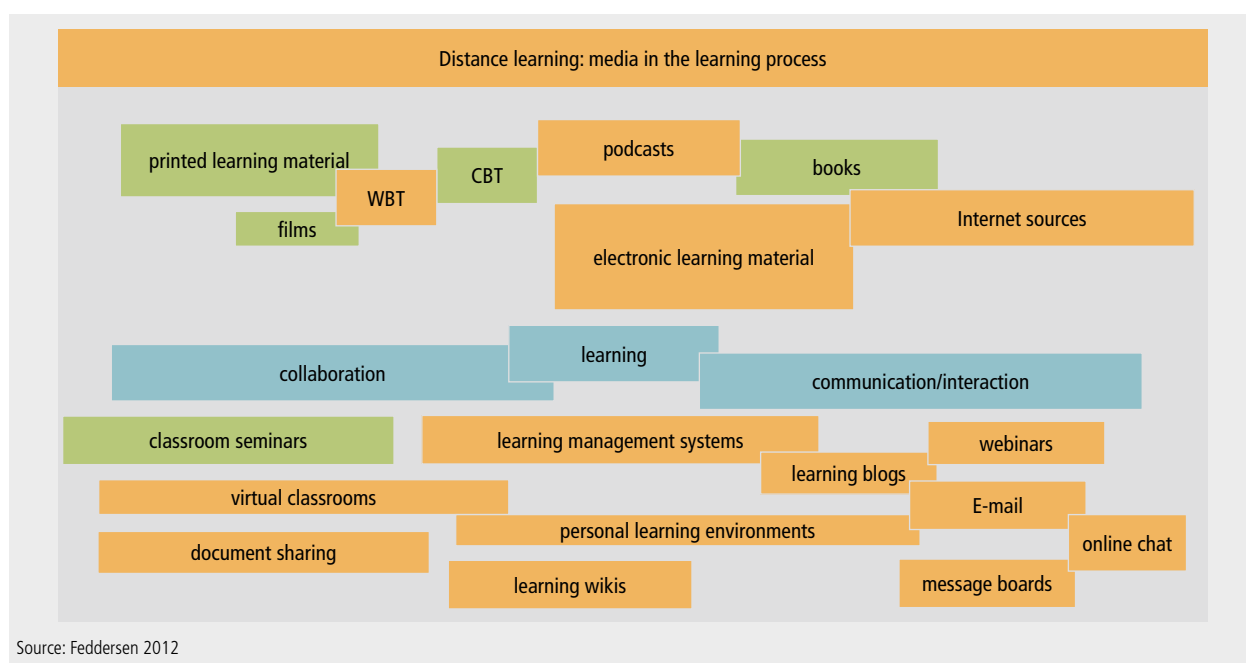 Distance learning: media in the learning process
printed learning material
WBT
CBT
podcasts
books
films
Internet sources
electronic learning material
collaboration
learning
communication/interaction
classroom seminars
learning management systems
webinars
learning blogs
virtual classrooms
E-mail
personal learning environments
online chat
document sharing
learning wikis
message boards
Source: Feddersen 2012